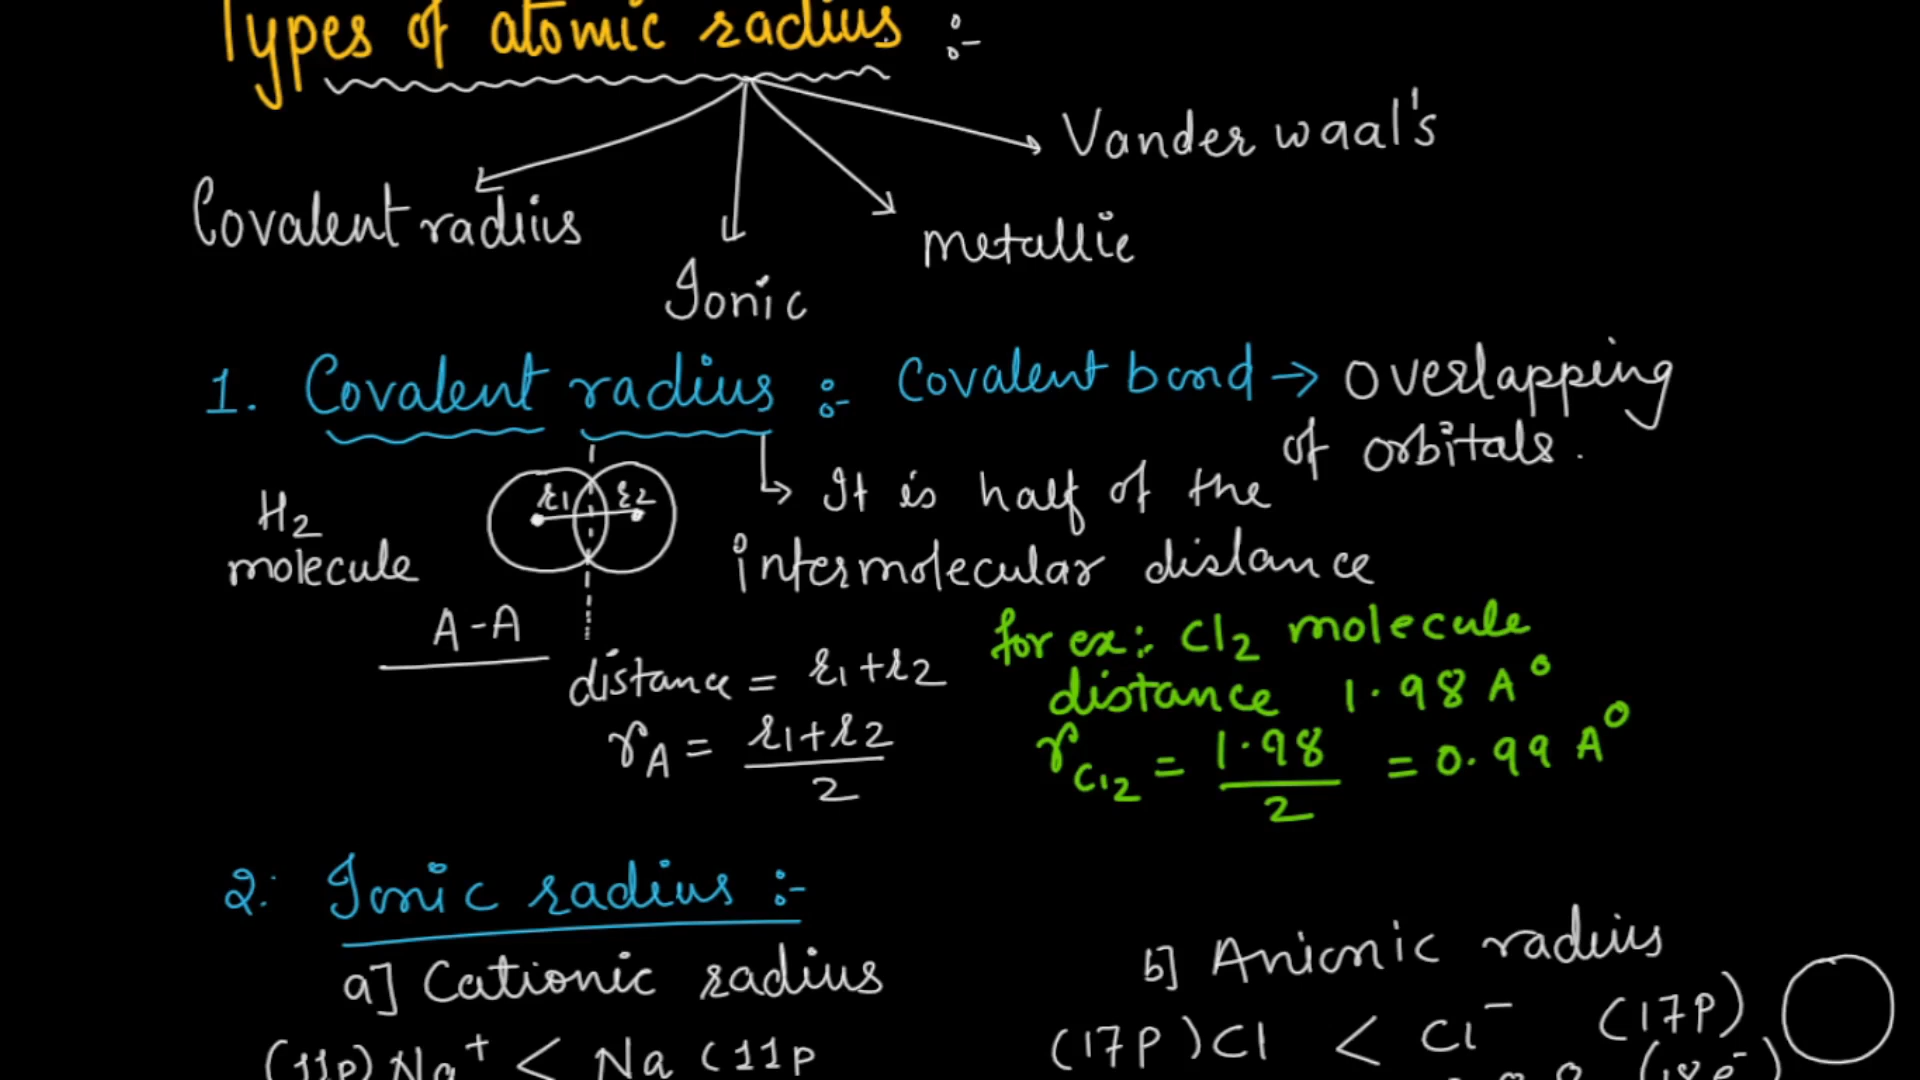 Types of atomic radius :-
Vander waal's
Covalent radius
metallic
Ionic
1. Covalent radius :- Covalent bond → overlapping
of orbitals.
r1 r2
H2
molecule
↳ It is half of the
intermolecular distance
A-A
distance = r1+r2
rA = r1+r2
2
for ex:. Cl2 molecule
distance 1.98 A°
rCl2 = 1.98 = 0.99 A°
2
2: Ionic radius :-
a] Cationic radius
b] Anionic radius
(11p) Na+ < Na (11p
(17P) Cl < Cl- (17P)
(18e-)